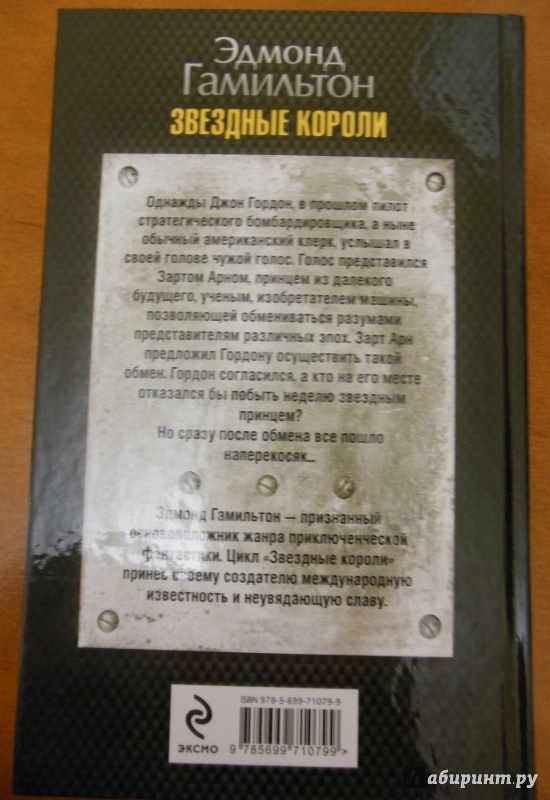 Эдмонд
Гамильтон
ЗВЕЗДНЫЕ КОРОЛИ
Однажды Джон Гордон, в прошлом пилот
стратегического бомбардировщика, а ныне
обычный американский клерк, услышал в
своей голове чужой голос. Голос представился
Зартом Арном, принцем из далекого
будущего, ученым, изобретателем машины,
позволяющей обмениваться разумами
представителям различных эпох. Зарт Арн
предложил Гордону осуществить такой
обмен. Гордон согласился, а кто на его месте
отказался бы побыть неделю звездным
принцем?
Но сразу после обмена все пошло
наперекосяк...
Эдмонд Гамильтон — признанный
основоположник жанра приключенческой
фантастики. Цикл «Звездные короли»
принес своему создателю международную
известность и неувядающую славу.
ЭКСМО
ISBN 978-5-699-71079-9
9 785699 710799 >
Лабиринт.ру